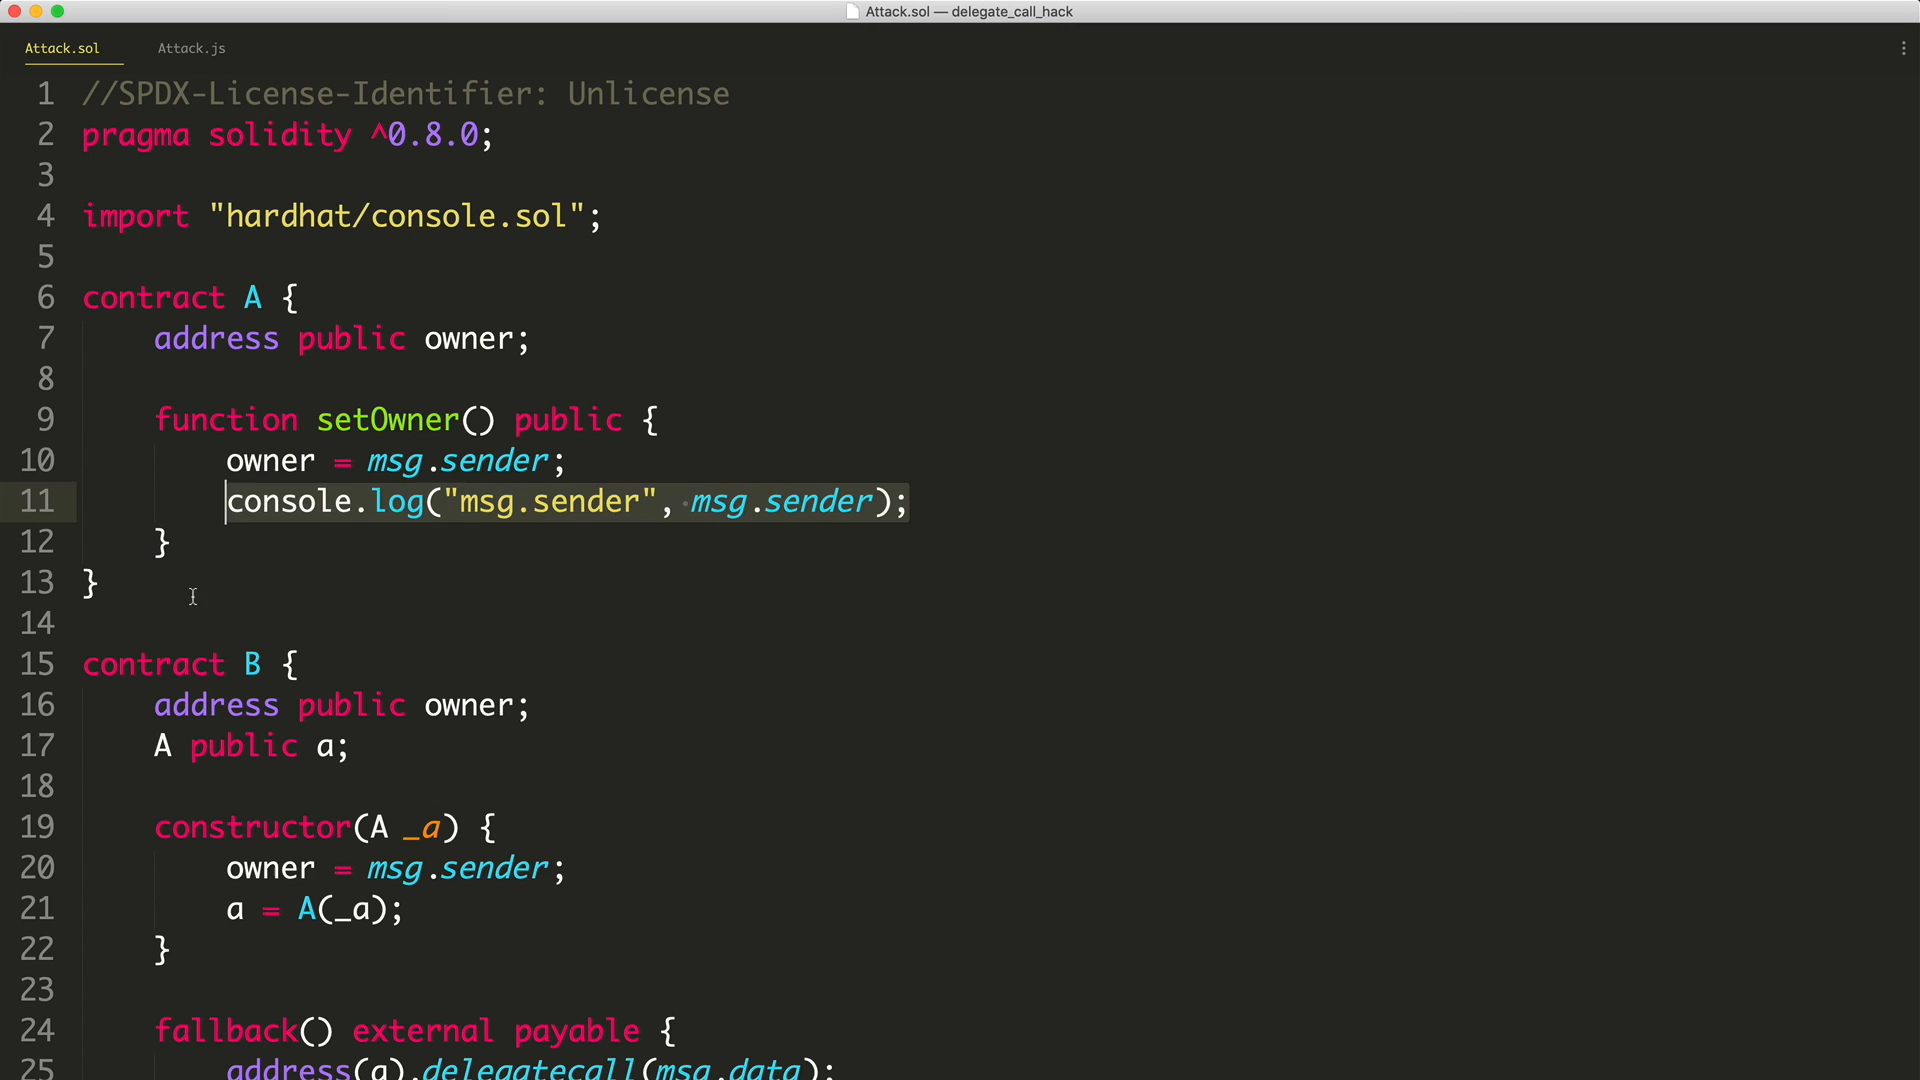 Attack.sol — delegate_call_hack
Attack.sol Attack.js
1 //SPDX-License-Identifier: Unlicense
2 pragma solidity ^0.8.0;
3
4 import "hardhat/console.sol";
5
6 contract A {
7 address public owner;
8
9 function setOwner() public {
10 owner = msg.sender;
11 console.log("msg.sender", msg.sender);
12 }
13 }
14
15 contract B {
16 address public owner;
17 A public a;
18
19 constructor(A _a) {
20 owner = msg.sender;
21 a = A(_a);
22 }
23
24 fallback() external payable {
25 address(a).delegatecall(msg.data);